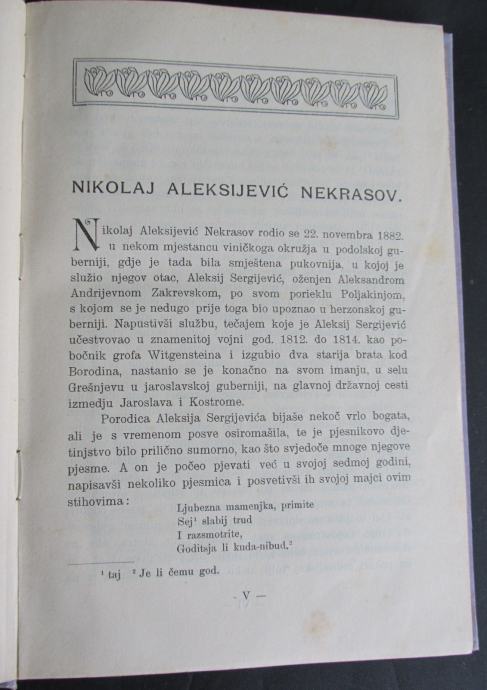 NIKOLAJ ALEKSIJEVIĆ NEKRASOV.
Nikolaj Aleksijević Nekrasov rodio se 22. novembra 1882.
u nekom mjestancu viničkoga okružja u podolskoj gu-
berniji, gdje je tada bila smještena pukovnija, u kojoj je
služio njegov otac, Aleksij Sergijević, oženjen Aleksandrom
Andrijevnom Zakrevskom, po svom porieklu Poljakinjom,
s kojom se je nedugo prije toga bio upoznao u herzonskoj gu-
berniji. Napustivši službu, tečajem koje je Aleksij Sergijević
učestvovao u znamenitoj vojni god. 1812. do 1814. kao po-
bočnik grofa Witgensteina i izgubio dva starija brata kod
Borodina, nastanio se je konačno na svom imanju, u selu
Grešnjevu u jaroslavskoj guberniji, na glavnoj državnoj cesti
izmedju Jaroslava i Kostrome.
Porodica Aleksija Sergijevića bijaše nekoč vrlo bogata,
ali je s vremenom posve osiromašila, te je pjesnikovo dje-
tinjstvo bilo prilično sumorno, kao što svjedoče mnoge njegove
pjesme. A on je počeo pjevati već u svojoj sedmoj godini,
napisavši nekoliko pjesmica i posvetivši ih svojoj majci ovim
stihovima:
Ljubezna mamenjka, primite
Sej¹ slabij trud
I razsmotrite,
Goditsja li kuda-nibud.²
¹ taj ² Je li čemu god.
- V —